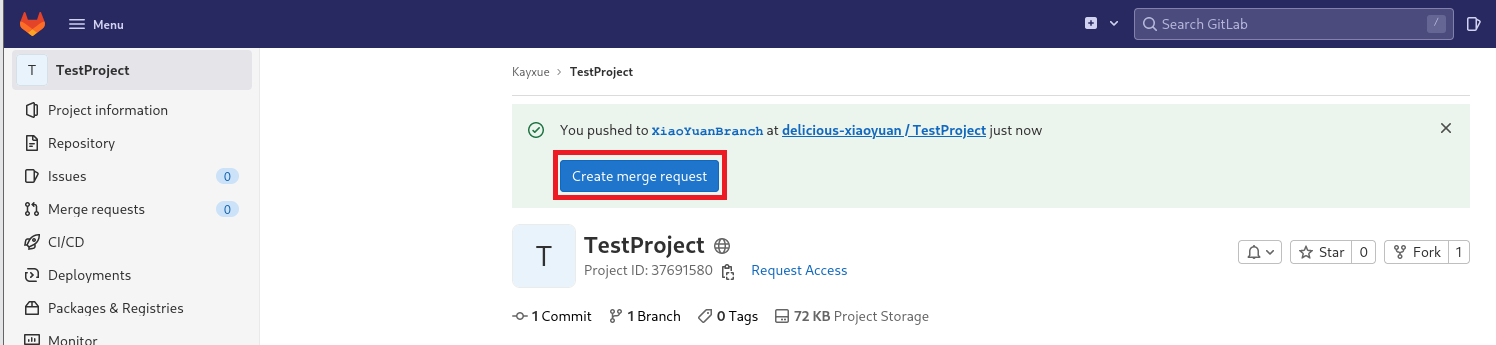 Menu
Search GitLab /
T TestProject
Project information
Repository
Issues 0
Merge requests 0
CI/CD
Deployments
Packages & Registries
Monitor
Kayxue > TestProject
You pushed to XiaoYuanBranch at delicious-xiaoyuan / TestProject just now
Create merge request
T
TestProject
Project ID: 37691580 Request Access
Star 0 Fork 1
1 Commit 1 Branch 0 Tags 72 KB Project Storage